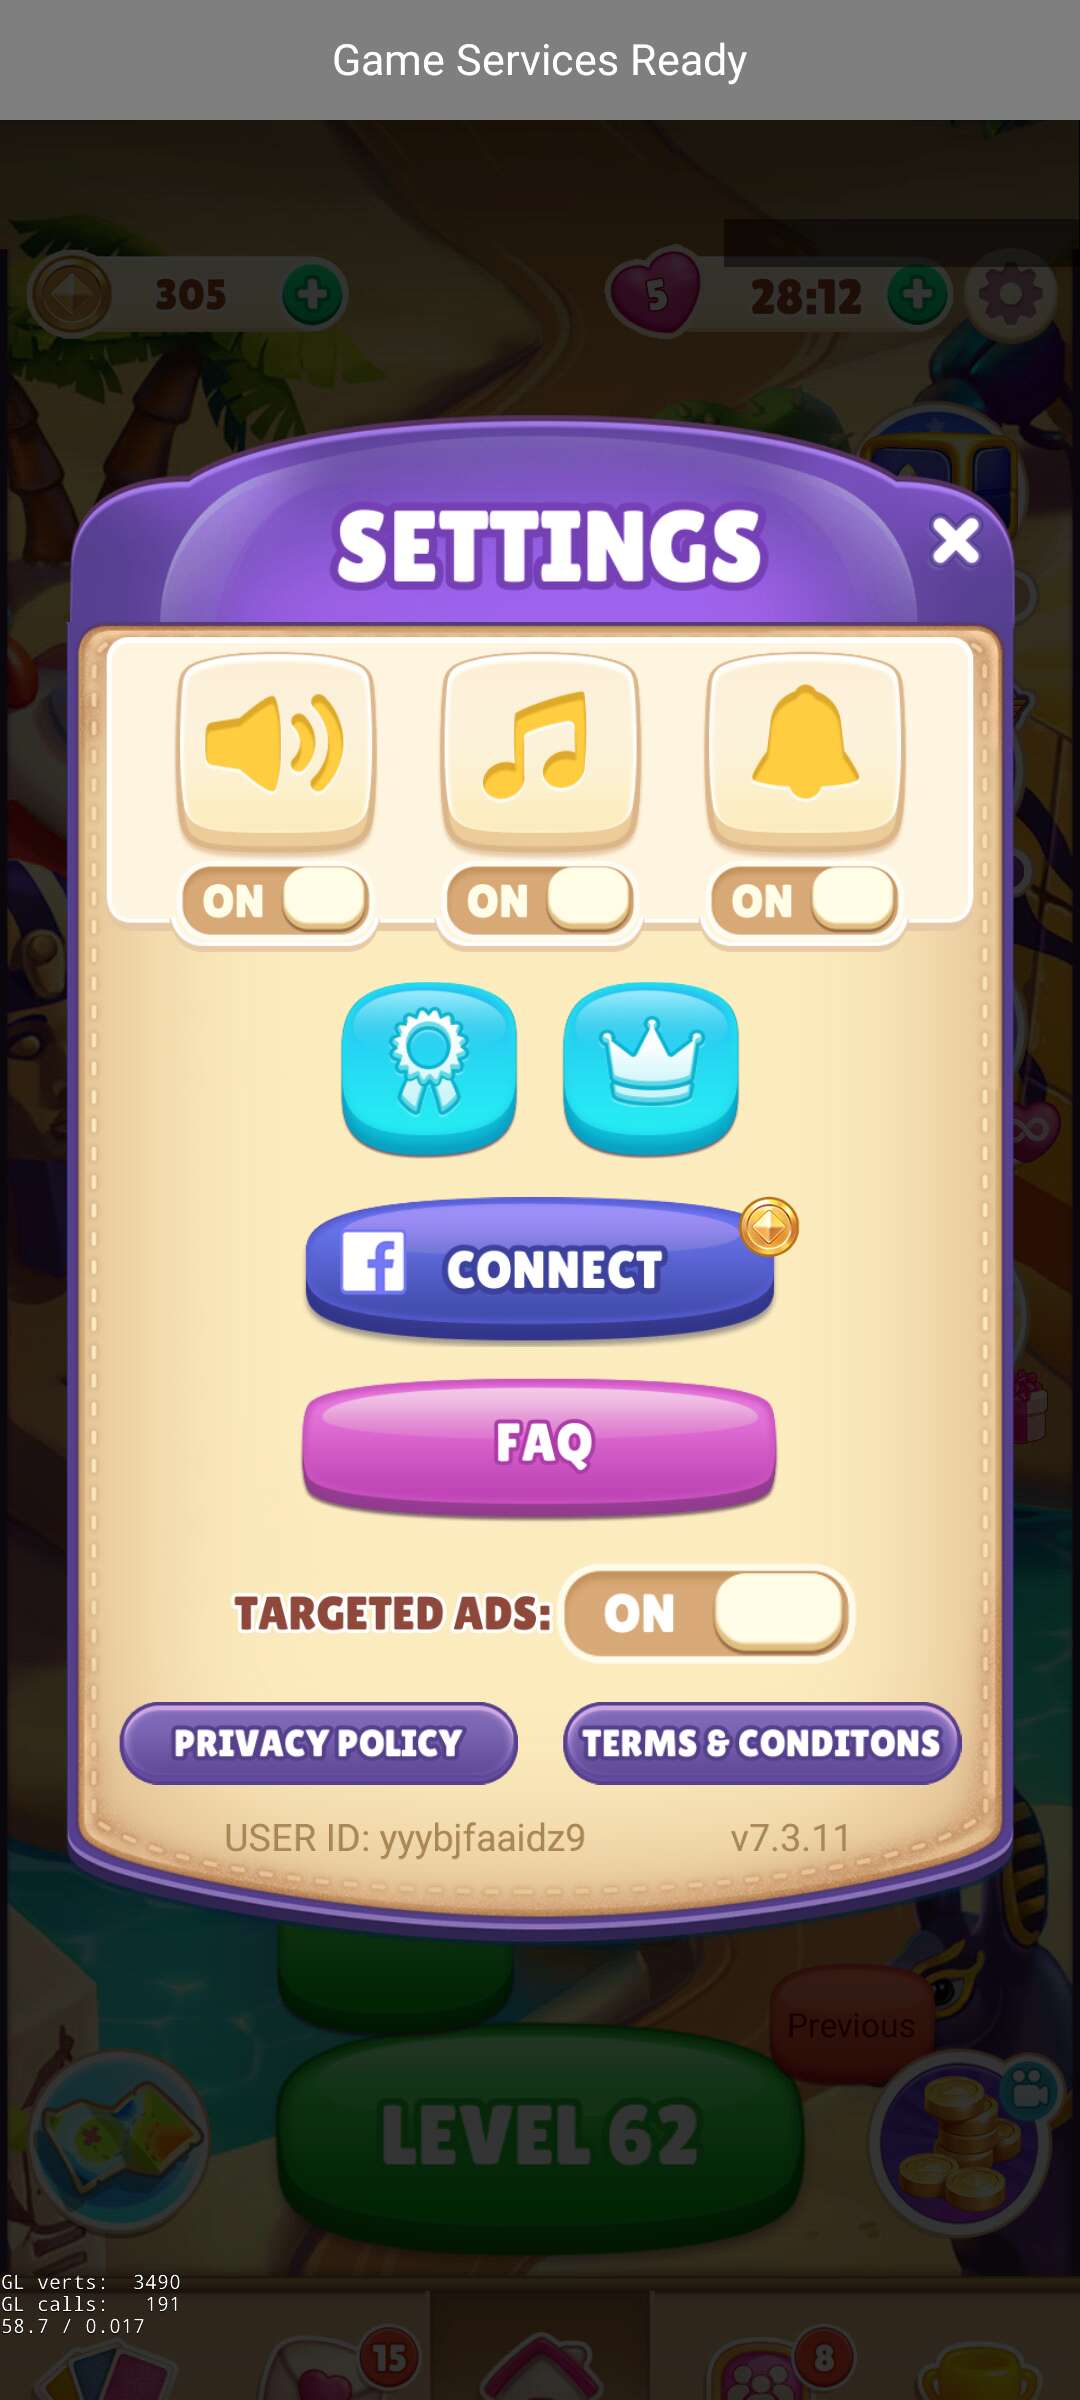 Game Services Ready
305
5
28:12
SETTINGS
ON
ON
ON
CONNECT
FAQ
TARGETED ADS:
ON
PRIVACY POLICY
TERMS & CONDITONS
USER ID: yyybjfaaidz9
v7.3.11
Previous
LEVEL 62
GL verts: 3490
GL calls: 191
58.7 / 0.017
15
8